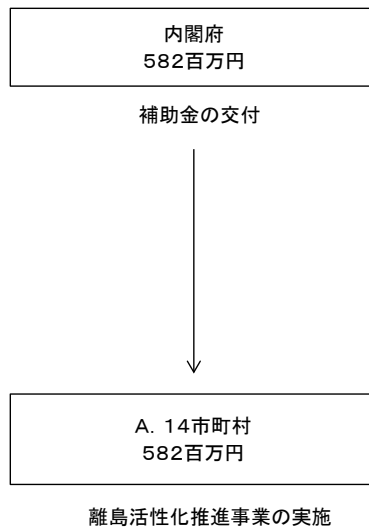 内閣府
582百万円
補助金の交付
A. 14市町村
582百万円
離島活性化推進事業の実施